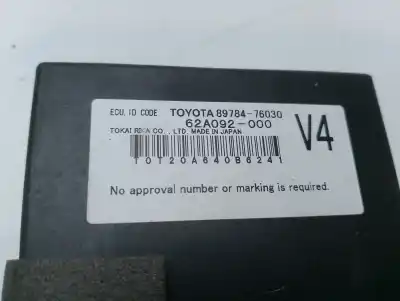 ECU, ID CODE TOYOTA 89784-76030
62A092-000
TOKAI RIKA CO., LTD. MADE IN JAPAN
V4
10T20A64086241
No approval number or marking is required.